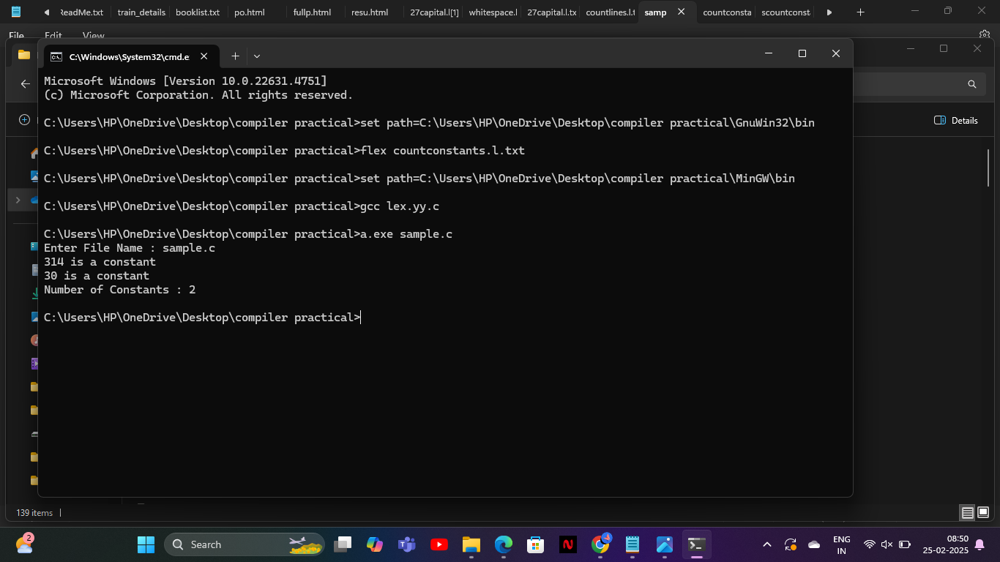 ReadMe.txt train_details booklist.txt po.html fullp.html resu.html 27capital.l[1] whitespace.l 27capital.l.tx countlines.l.t samp countconsta scountconst
File Edit View
C:\Windows\System32\cmd.e
Microsoft Windows [Version 10.0.22631.4751]
(c) Microsoft Corporation. All rights reserved.
C:\Users\HP\OneDrive\Desktop\compiler practical>set path=C:\Users\HP\OneDrive\Desktop\compiler practical\GnuWin32\bin
Details
C:\Users\HP\OneDrive\Desktop\compiler practical>flex countconstants.l.txt
C:\Users\HP\OneDrive\Desktop\compiler practical>set path=C:\Users\HP\OneDrive\Desktop\compiler practical\MinGW\bin
C:\Users\HP\OneDrive\Desktop\compiler practical>gcc lex.yy.c
C:\Users\HP\OneDrive\Desktop\compiler practical>a.exe sample.c
Enter File Name : sample.c
314 is a constant
30 is a constant
Number of Constants : 2
C:\Users\HP\OneDrive\Desktop\compiler practical>
139 items
2
Search
ENG
IN
08:50
25-02-2025